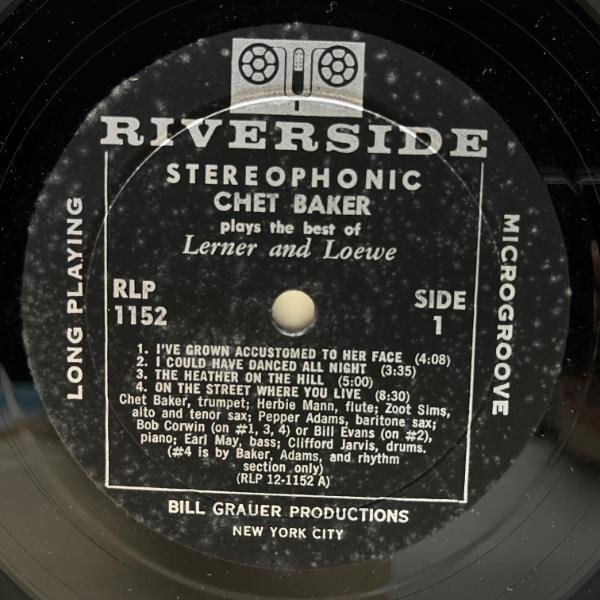 RIVERSIDE
STEREOPHONIC
CHET BAKER
plays the best of
Lerner and Loewe
LONG PLAYING
MICROGROOVE
RLP
1152
SIDE
1
1. I'VE GROWN ACCUSTOMED TO HER FACE (4:08)
2. I COULD HAVE DANCED ALL NIGHT (3:35)
3. THE HEATHER ON THE HILL (5:00)
4. ON THE STREET WHERE YOU LIVE (8:30)
Chet Baker, trumpet; Herbie Mann, flute; Zoot Sims,
alto and tenor sax; Pepper Adams, baritone sax;
Bob Corwin (on #1, 3, 4) or Bill Evans (on #2),
piano; Earl May, bass; Clifford Jarvis, drums.
(#4 is by Baker, Adams, and rhythm
section only)
(RLP 12-1152 A)
BILL GRAUER PRODUCTIONS
NEW YORK CITY